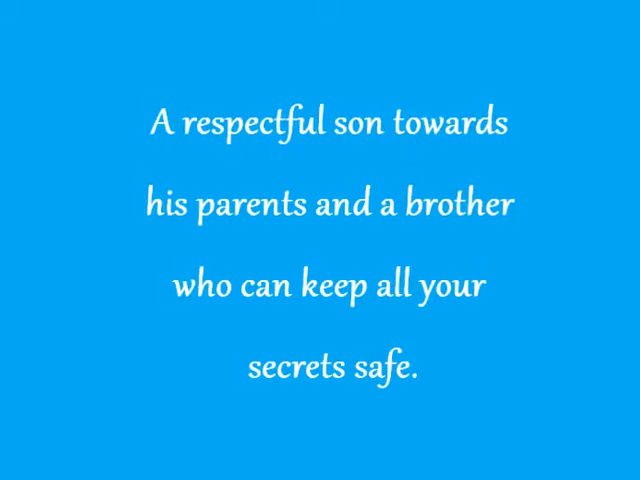 A respectful son towards
his parents and a brother
who can keep all your
secrets safe.